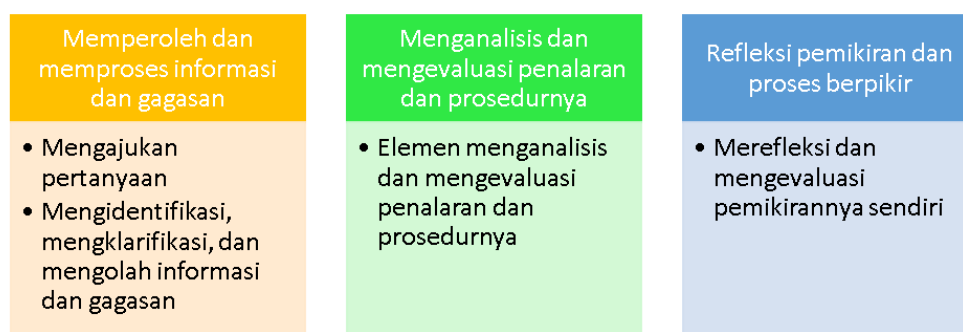 Memperoleh dan
memproses informasi
dan gagasan
• Mengajukan
pertanyaan
• Mengidentifikasi,
mengklarifikasi, dan
mengolah informasi
dan gagasan
Menganalisis dan
mengevaluasi penalaran
dan prosedurnya
• Elemen menganalisis
dan mengevaluasi
penalaran dan
prosedurnya
Refleksi pemikiran dan
proses berpikir
• Merefleksi dan
mengevaluasi
pemikirannya sendiri